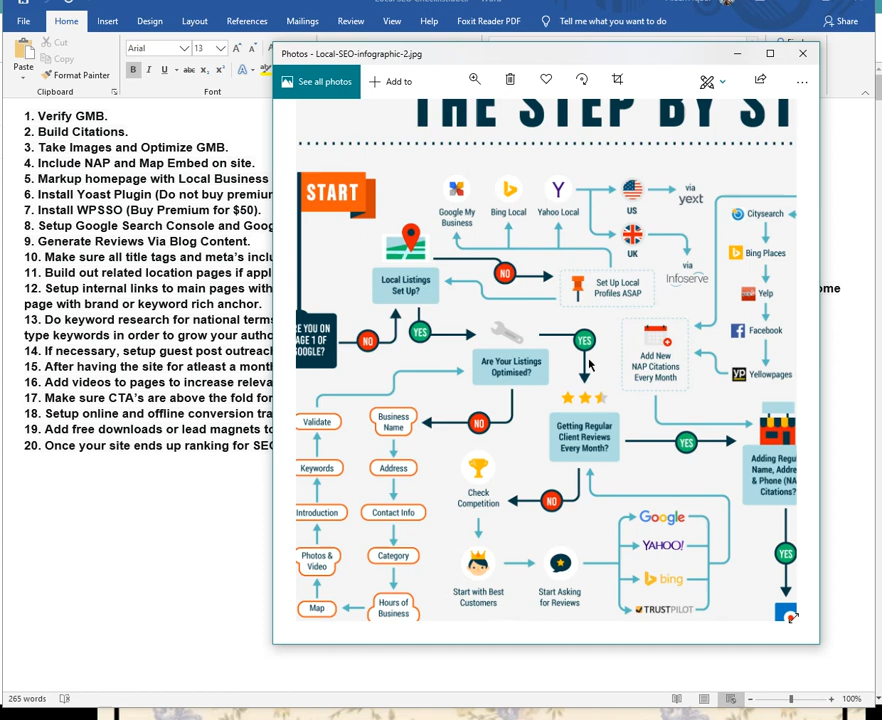 File Home Insert Design Layout References Mailings Review View Help Foxit Reader PDF Tell me what you want to do Share
Cut
Copy
Paste
Format Painter
Clipboard
Arial 13
B I U abc x₂ x²
Font
1. Verify GMB.
2. Build Citations.
3. Take Images and Optimize GMB.
4. Include NAP and Map Embed on site.
5. Markup homepage with Local Business
6. Install Yoast Plugin (Do not buy premiun
7. Install WPSSO (Buy Premium for $50).
8. Setup Google Search Console and Goog
9. Generate Reviews Via Blog Content.
10. Make sure all title tags and meta's inclu
11. Build out related location pages if appl
12. Setup internal links to main pages with ome
page with brand or keyword rich anchor.
13. Do keyword research for national terms
type keywords in order to grow your autho
14. If necessary, setup guest post outreach
15. After having the site for atleast a month
16. Add videos to pages to increase releva
17. Make sure CTA's are above the fold for
18. Setup online and offline conversion tra
19. Add free downloads or lead magnets to
20. Once your site ends up ranking for SEO
Photos - Local-SEO-infographic-2.jpg
See all photos
Add to
THE STEP BY ST
START
Google My
Business
Bing Local
Yahoo Local
US
via
yext
UK
via
Infoserve
Citysearch
Bing Places
Yelp
Facebook
yp Yellowpages
Local Listings
Set Up?
NO
Set Up Local
Profiles ASAP
RE YOU ON
AGE 1 OF
GOOGLE?
NO
YES
Are Your Listings
Optimised?
YES
Add New
NAP Citations
Every Month
Validate
Business
Name
NO
Getting Regular
Client Reviews
Every Month?
YES
Adding Regu
Name, Addre
& Phone (NA
Citations?
Keywords
Address
Check
Competition
NO
Introduction
Contact Info
Google
YAHOO!
bing
TRUSTPILOT
YES
Photos &
Video
Category
Start with Best
Customers
Start Asking
for Reviews
Map
Hours of
Business
265 words
100%